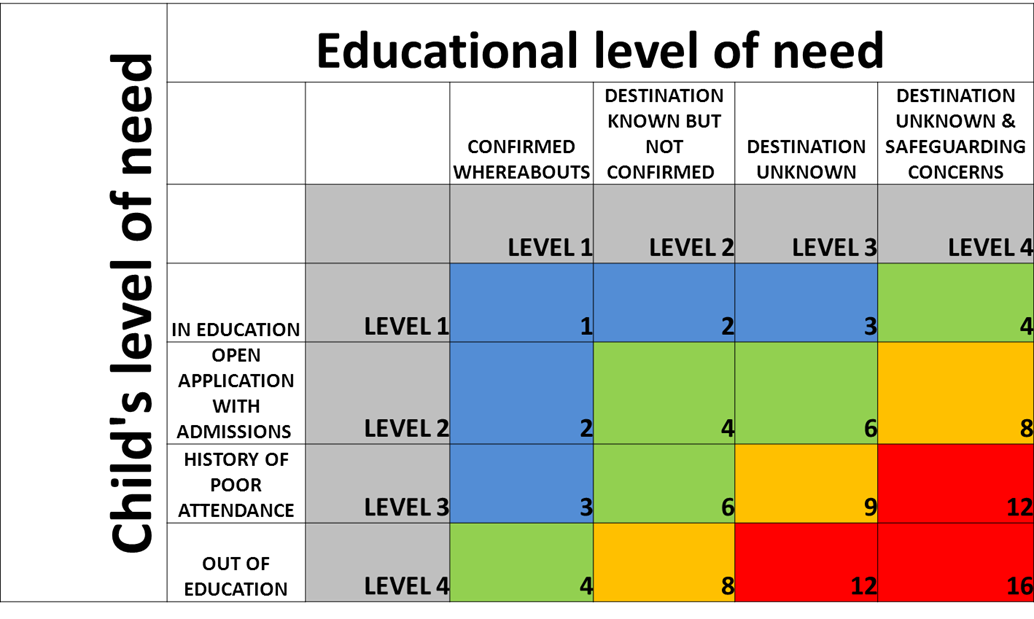 Child's level of need
Educational level of need
CONFIRMED
WHEREABOUTS
DESTINATION
KNOWN BUT
NOT
CONFIRMED
DESTINATION
UNKNOWN
DESTINATION
UNKNOWN &
SAFEGUARDING
CONCERNS
LEVEL 1
LEVEL 2
LEVEL 3
LEVEL 4
IN EDUCATION
LEVEL 1
1
2
3
4
OPEN
APPLICATION
WITH
ADMISSIONS
LEVEL 2
2
4
6
8
HISTORY OF
POOR
ATTENDANCE
LEVEL 3
3
6
9
12
OUT OF
EDUCATION
LEVEL 4
4
8
12
16